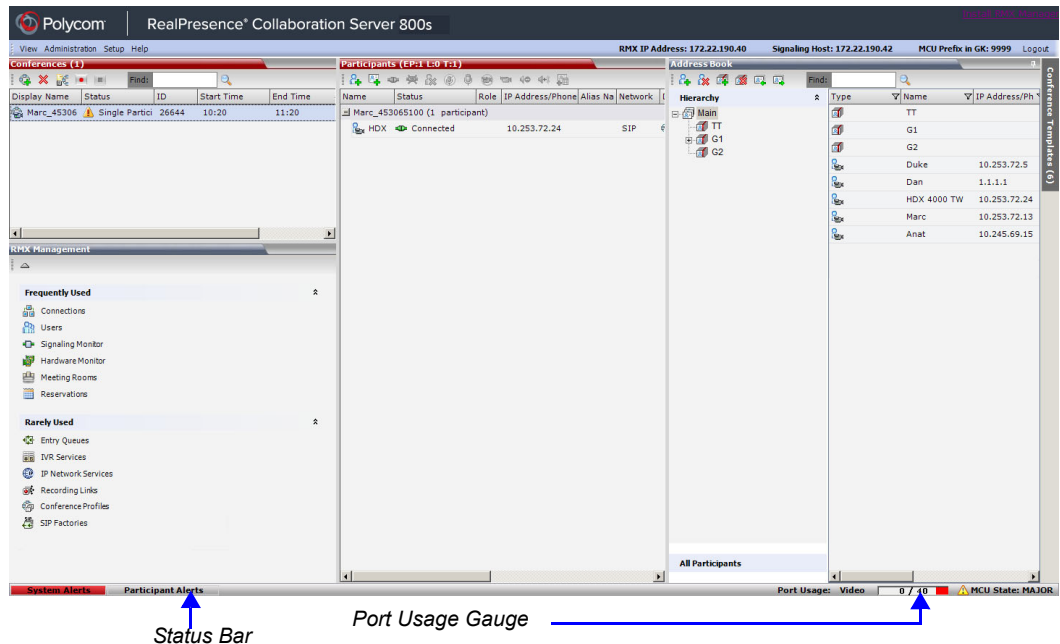 Polycom RealPresence® Collaboration Server 800s
View Administration Setup Help RMX IP Address: 172.22.190.40 Signaling Host: 172.22.190.42 MCU Prefix in GK: 9999 Logout
Conferences (1)
Find:
Display Name Status ID Start Time End Time
Marc_45306 Single Partici 26644 10:20 11:20
RMX Management
Frequently Used
Connections
Users
Signaling Monitor
Hardware Monitor
Meeting Rooms
Reservations
Rarely Used
Entry Queues
IVR Services
IP Network Services
Recording Links
Conference Profiles
SIP Factories
Participants (EP:1 L:0 T:1)
Name Status Role IP Address/Phone Alias Na Network
Marc_453065100 (1 participant)
HDX Connected 10.253.72.24 SIP
Address Book
Find:
Hierarchy
Main
TT
G1
G2
All Participants
Type Name IP Address/Ph
TT
G1
G2
Duke 10.253.72.5
Dan 1.1.1.1
HDX 4000 TW 10.253.72.24
Marc 10.253.72.13
Anat 10.245.69.15
Conference Templates (6)
System Alerts Participant Alerts Port Usage: Video 0 / 40 MCU State: MAJOR
Status Bar
Port Usage Gauge